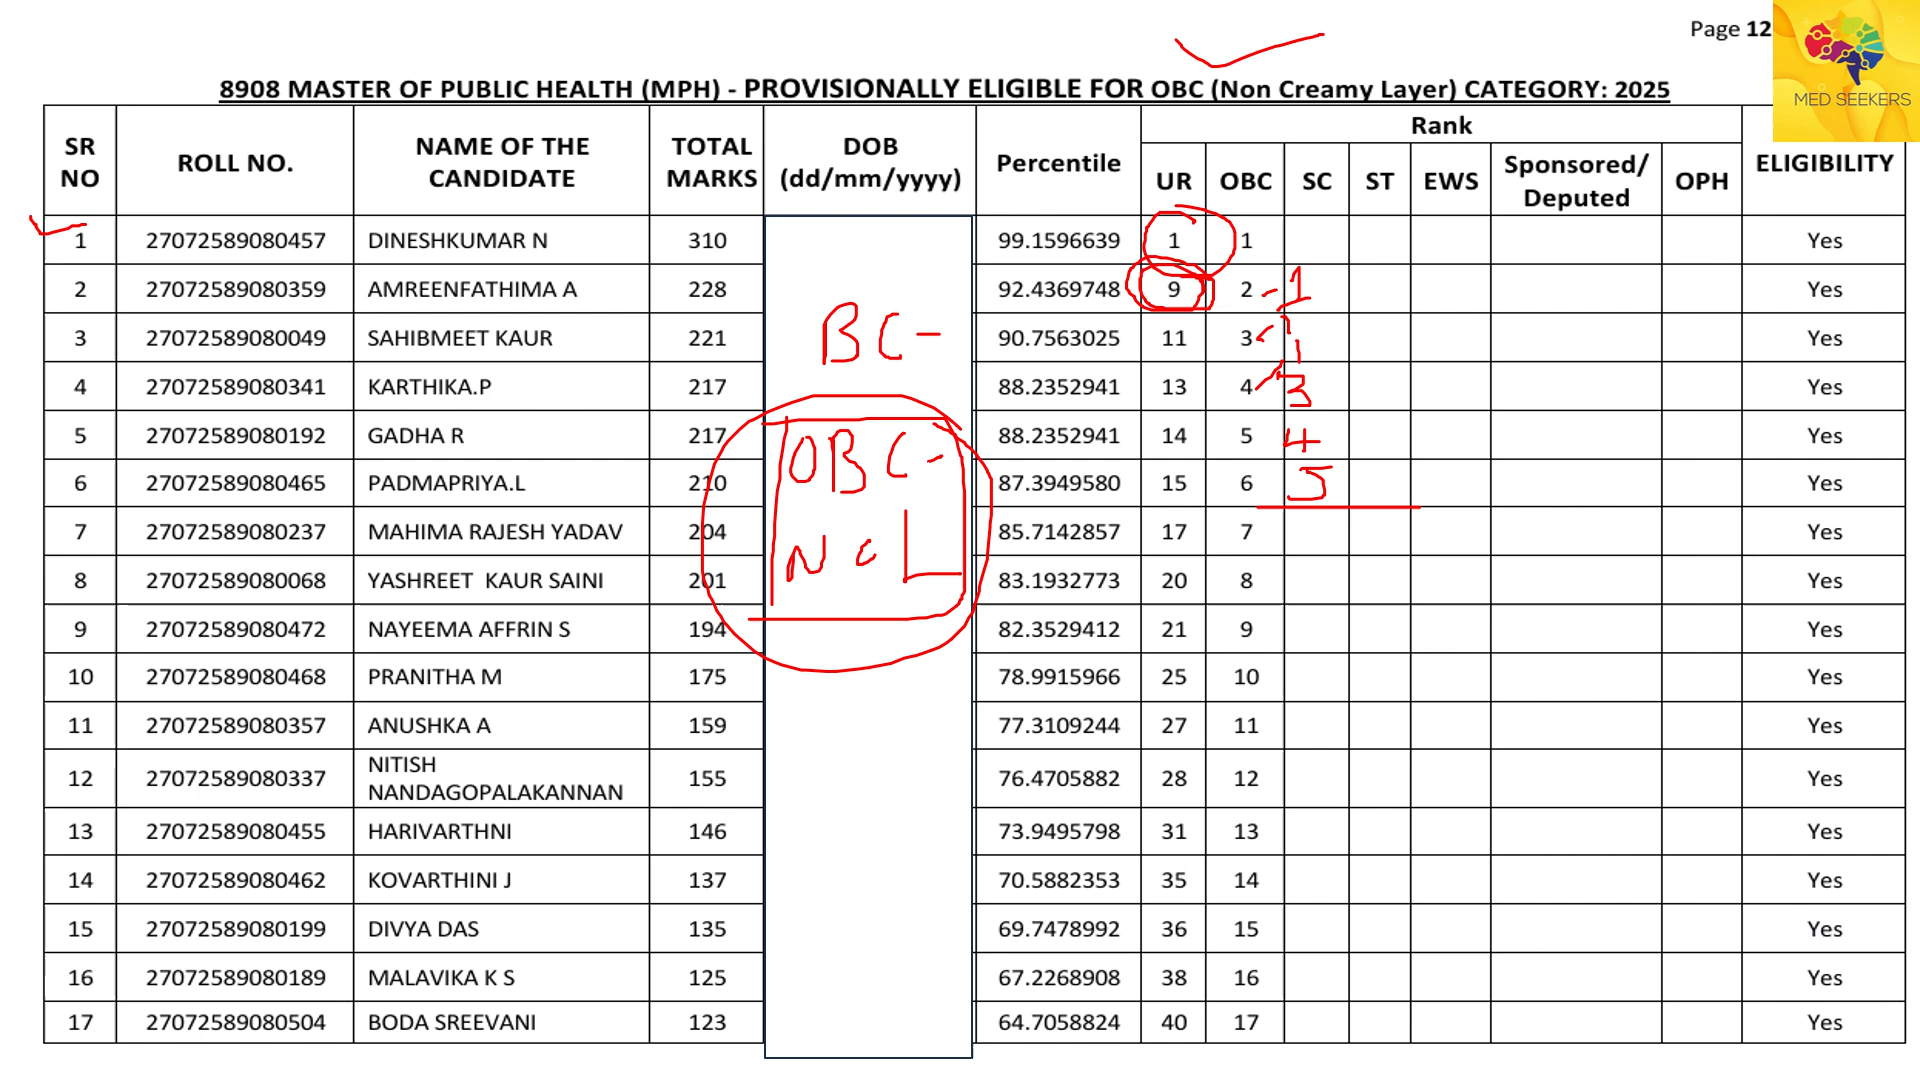 Page 12
MED SEEKERS
8908 MASTER OF PUBLIC HEALTH (MPH) - PROVISIONALLY ELIGIBLE FOR OBC (Non Creamy Layer) CATEGORY: 2025
SR NO ROLL NO. NAME OF THE CANDIDATE TOTAL MARKS DOB (dd/mm/yyyy) Percentile Rank ELIGIBILITY
UR OBC SC ST EWS Sponsored/ Deputed OPH
1 27072589080457 DINESHKUMAR N 310 99.1596639 1 1 Yes
2 27072589080359 AMREENFATHIMA A 228 92.4369748 9 2 - 1 Yes
3 27072589080049 SAHIBMEET KAUR 221 BC- 90.7563025 11 3 Yes
4 27072589080341 KARTHIKA.P 217 88.2352941 13 4 3 Yes
5 27072589080192 GADHA R 217 OBC- 88.2352941 14 5 4 Yes
6 27072589080465 PADMAPRIYA.L 210 87.3949580 15 6 5 Yes
7 27072589080237 MAHIMA RAJESH YADAV 204 NCL 85.7142857 17 7 Yes
8 27072589080068 YASHREET KAUR SAINI 201 83.1932773 20 8 Yes
9 27072589080472 NAYEEMA AFFRIN S 194 82.3529412 21 9 Yes
10 27072589080468 PRANITHA M 175 78.9915966 25 10 Yes
11 27072589080357 ANUSHKA A 159 77.3109244 27 11 Yes
12 27072589080337 NITISH NANDAGOPALAKANNAN 155 76.4705882 28 12 Yes
13 27072589080455 HARIVARTHNI 146 73.9495798 31 13 Yes
14 27072589080462 KOVARTHINI J 137 70.5882353 35 14 Yes
15 27072589080199 DIVYA DAS 135 69.7478992 36 15 Yes
16 27072589080189 MALAVIKA K S 125 67.2268908 38 16 Yes
17 27072589080504 BODA SREEVANI 123 64.7058824 40 17 Yes